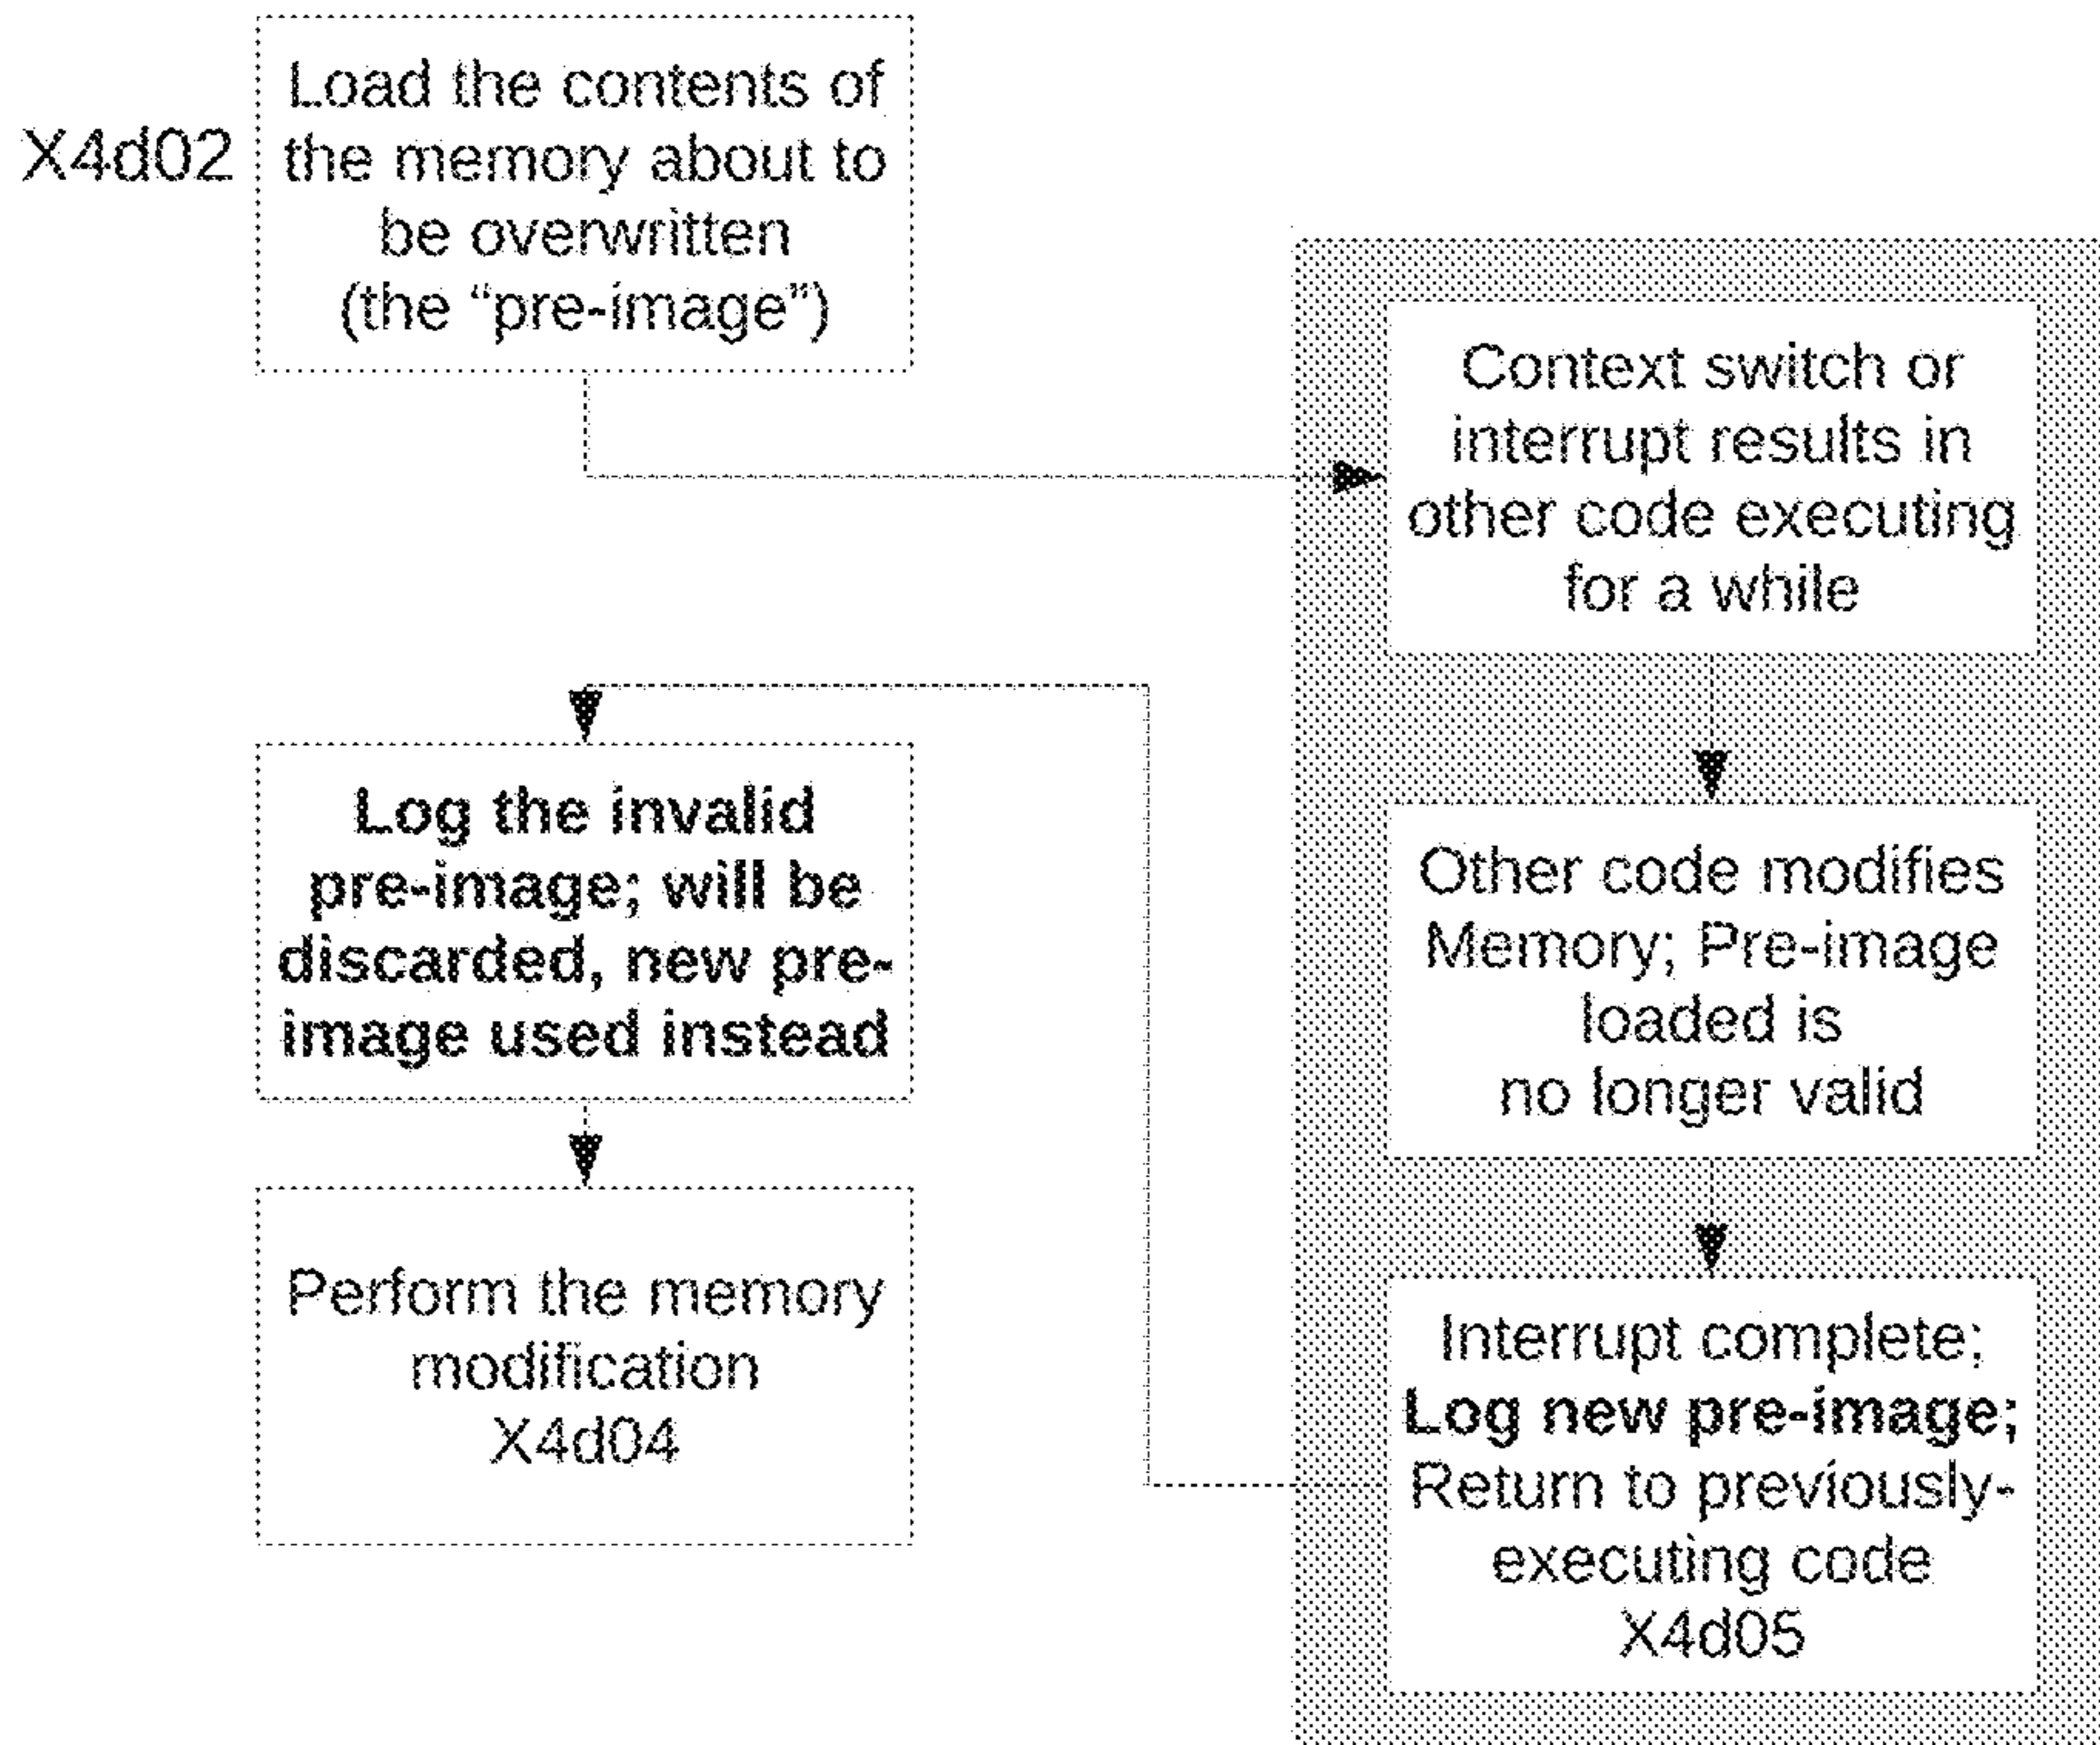 X4d02
Load the contents of
the memory about to
be overwritten
(the “pre-image”)
Context switch or
interrupt results in
other code executing
for a while
Other code modifies
Memory; Pre-image
loaded is
no longer valid
Interrupt complete;
Log new pre-image;
Return to previously-
executing code
X4d05
Log the invalid
pre-image; will be
discarded, new pre-
image used instead
Perform the memory
modification
X4d04